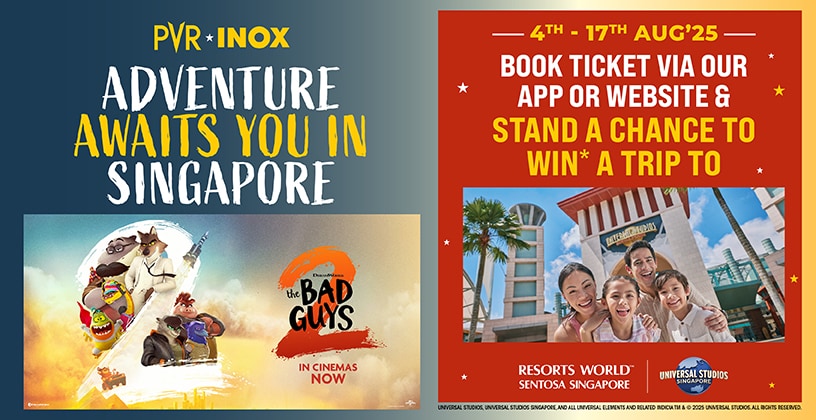 PVR ★ INOX
ADVENTURE
AWAITS YOU IN
SINGAPORE
DREAMWORKS
the BAD
GUYS
2
IN CINEMAS
NOW
4TH - 17TH AUG'25
BOOK TICKET VIA OUR
APP OR WEBSITE &
STAND A CHANCE TO
WIN* A TRIP TO
UNIVERSAL STUDIOS
RESORTS WORLD™
SENTOSA SINGAPORE
UNIVERSAL STUDIOS
SINGAPORE
UNIVERSAL STUDIOS, UNIVERSAL STUDIOS SINGAPORE, AND ALL UNIVERSAL ELEMENTS AND RELATED INDICIA TM & © 2025 UNIVERSAL STUDIOS. ALL RIGHTS RESERVED.